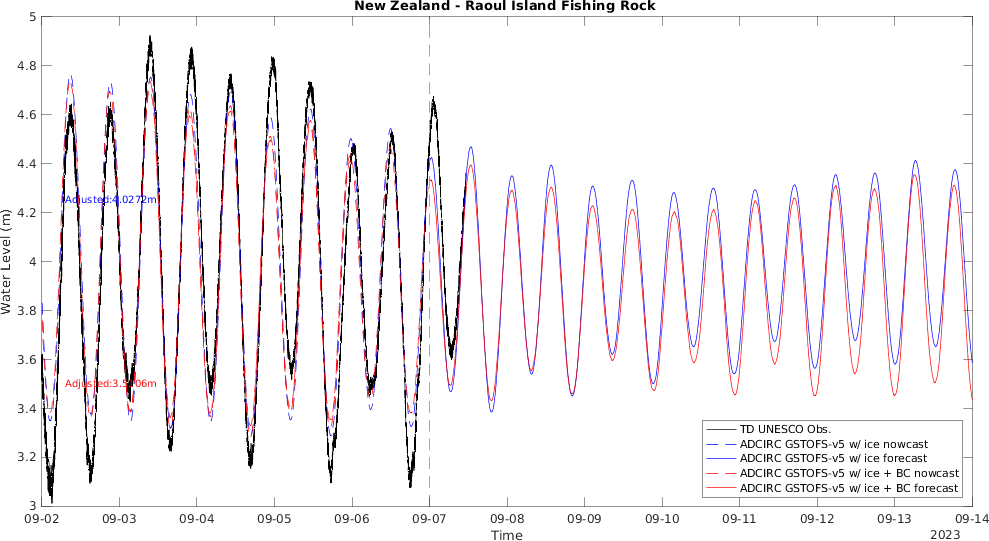 New Zealand - Raoul Island Fishing Rock
Water Level (m)
5
4.8
4.6
4.4
4.2
4
3.8
3.6
3.4
3.2
3
Adjusted:4.0272m
TD UNESCO Obs.
ADCIRC GSTOFS-v5 w/ ice nowcast
ADCIRC GSTOFS-v5 w/ ice forecast
ADCIRC GSTOFS-v5 w/ ice + BC nowcast
ADCIRC GSTOFS-v5 w/ ice + BC forecast
09-02 09-03 09-04 09-05 09-06 09-07 09-08 09-09 09-10 09-11 09-12 09-13 09-14
Time
2023